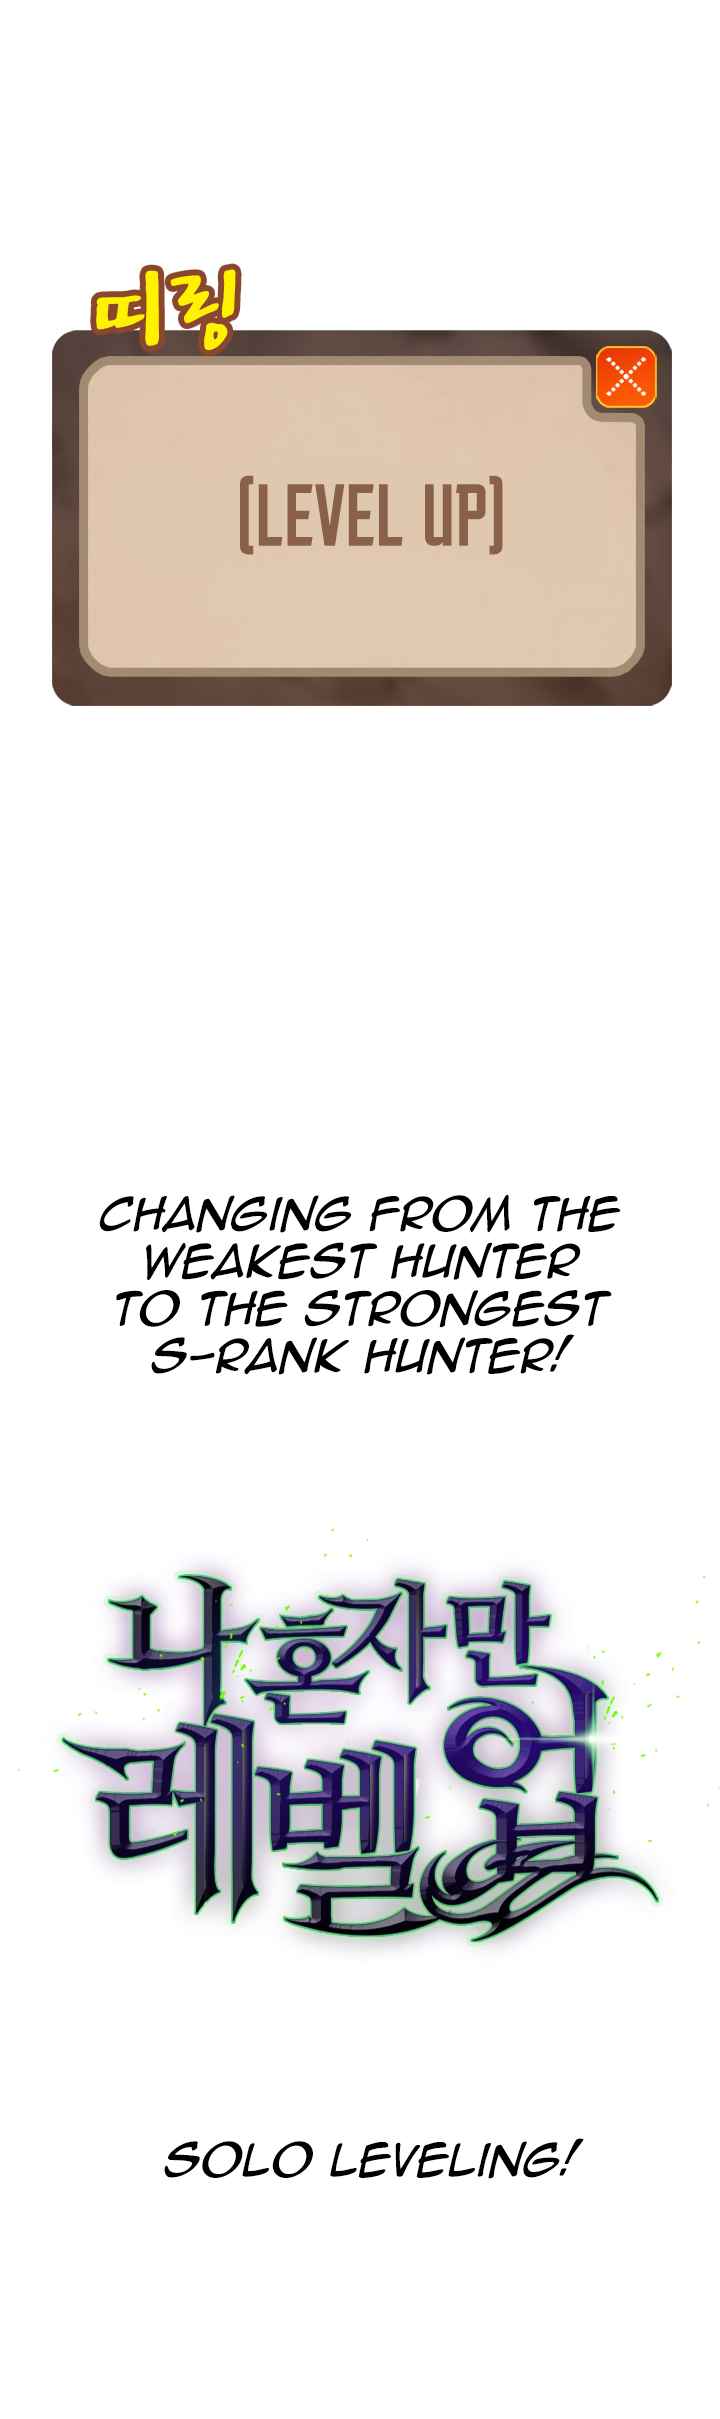 띠링
[LEVEL UP]
CHANGING FROM THE
WEAKEST HUNTER
TO THE STRONGEST
S-RANK HUNTER!
나 혼자만
레벨업
SOLO LEVELING!